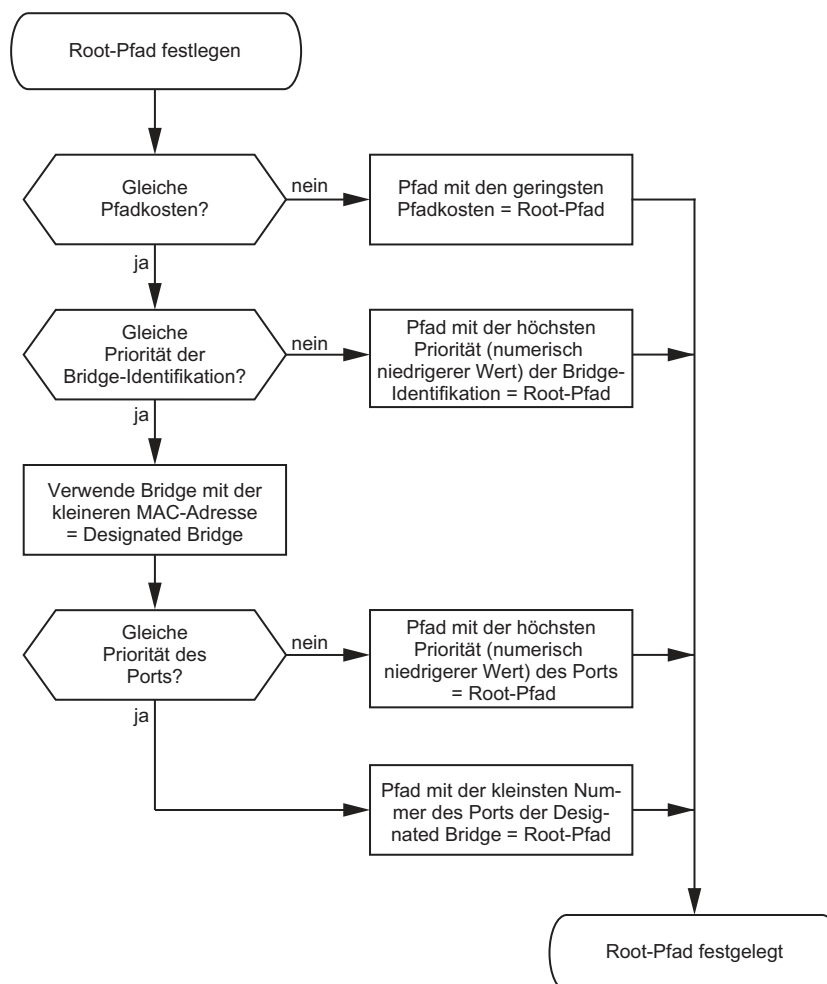 Root-Pfad festlegen
Gleiche
Pfadkosten?
nein
Pfad mit den geringsten
Pfadkosten = Root-Pfad
ja
Gleiche
Priorität der
Bridge-Identifikation?
nein
Pfad mit der höchsten
Priorität (numerisch
niedrigerer Wert) der Bridge-
Identifikation = Root-Pfad
ja
Verwende Bridge mit der
kleineren MAC-Adresse
= Designated Bridge
Gleiche
Priorität des
Ports?
nein
Pfad mit der höchsten
Priorität (numerisch
niedrigerer Wert) des Ports
= Root-Pfad
ja
Pfad mit der kleinsten Num-
mer des Ports der Desig-
nated Bridge = Root-Pfad
Root-Pfad festgelegt